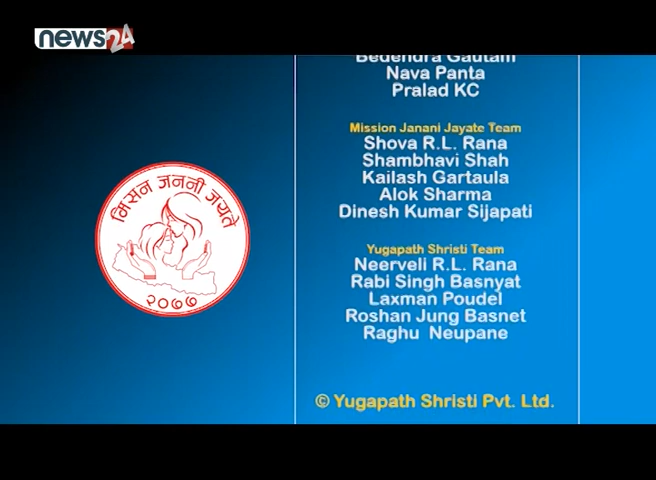 news24
Bedendra Gautam
Nava Panta
Pralad KC
Mission Janani Jayate Team
Shova R.L. Rana
Shambhavi Shah
Kailash Gartaula
Alok Sharma
Dinesh Kumar Sijapati
मिसन जननी जयते
२०७७
Yugapath Shristi Team
Neerveli R.L. Rana
Rabi Singh Basnyat
Laxman Poudel
Roshan Jung Basnet
Raghu Neupane
© Yugapath Shristi Pvt. Ltd.